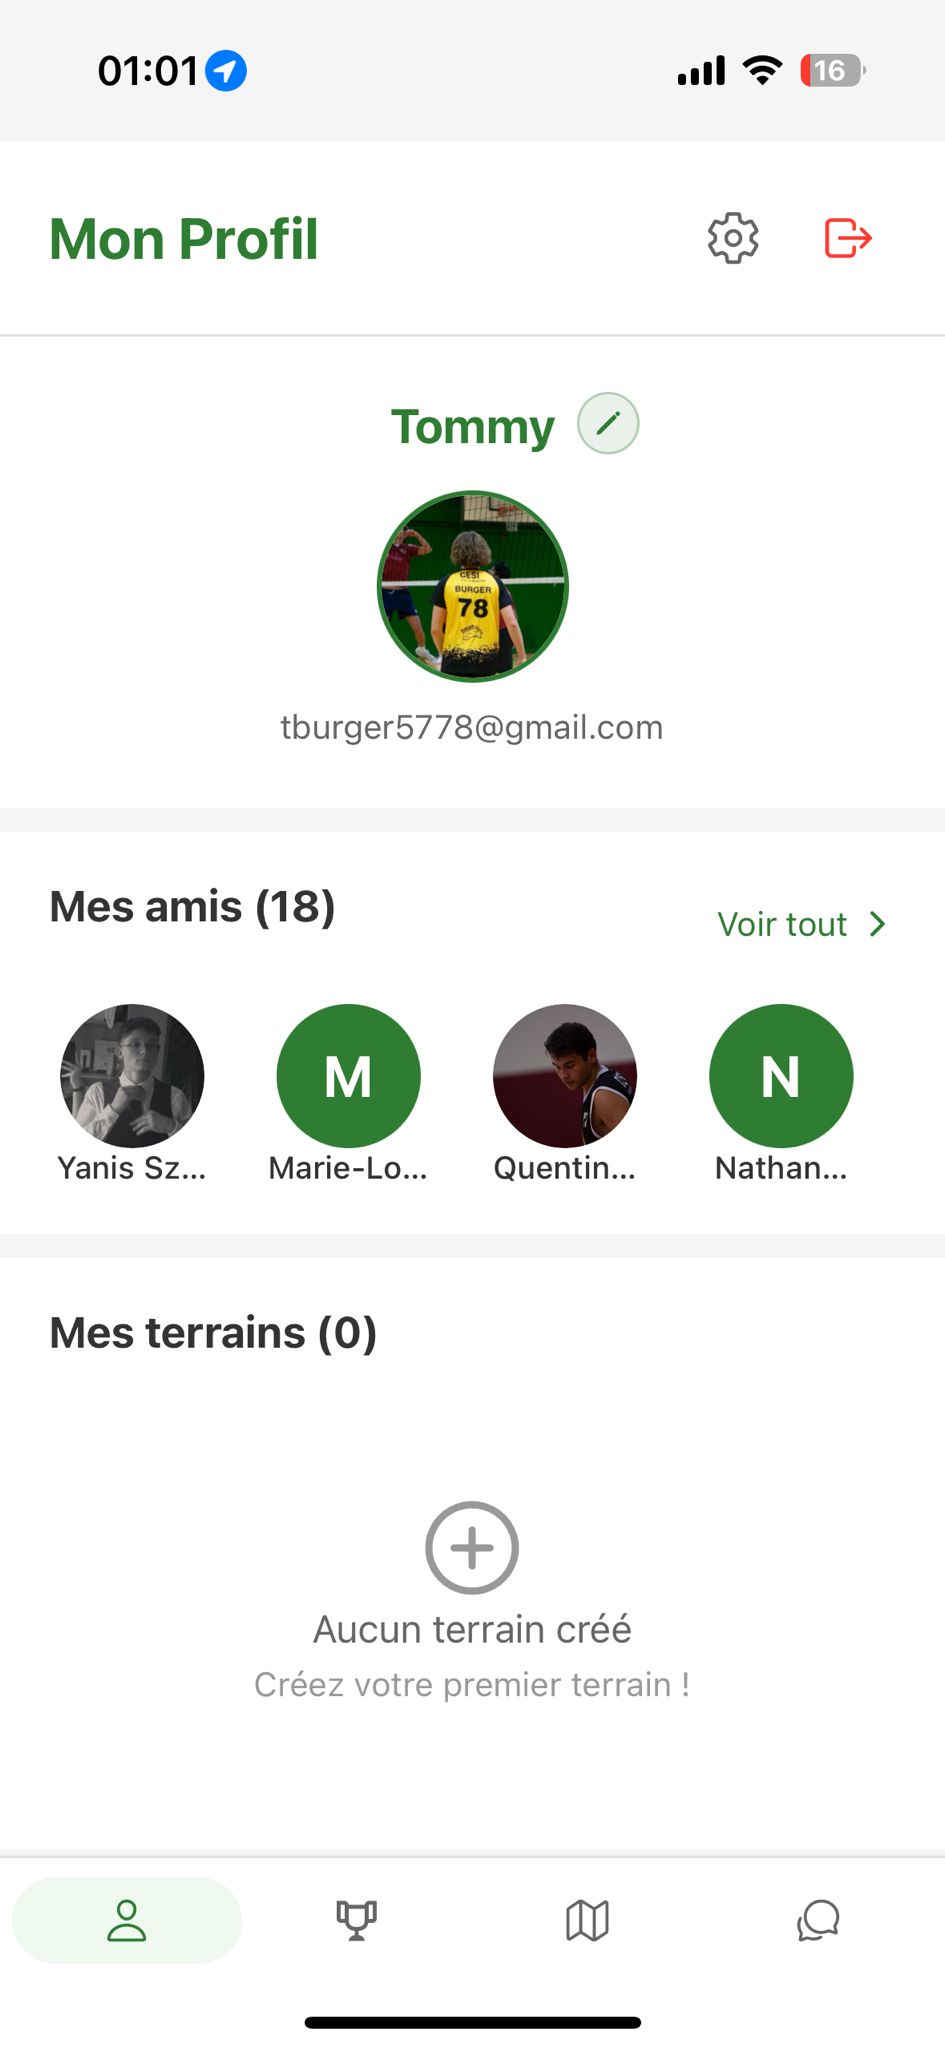 01:01
16
Mon Profil
Tommy
CESI
BURGER
78
tburger5778@gmail.com
Mes amis (18)
Voir tout
M
N
Yanis Sz...
Marie-Lo...
Quentin...
Nathan...
Mes terrains (0)
Aucun terrain créé
Créez votre premier terrain !